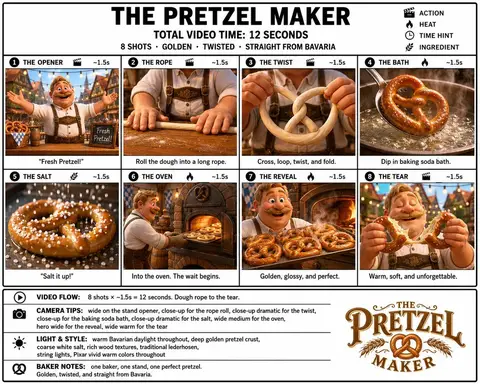 THE PRETZEL MAKER
TOTAL VIDEO TIME: 12 SECONDS
8 SHOTS • GOLDEN • TWISTED • STRAIGHT FROM BAVARIA
ACTION
HEAT
TIME HINT
INGREDIENT
1 THE OPENER ~1.5s
Fresh Pretzel!
"Fresh Pretzel!"
2 THE ROPE ~1.5s
Roll the dough into a long rope.
3 THE TWIST ~1.5s
Cross, loop, twist, and fold.
4 THE BATH ~1.5s
Dip in baking soda bath.
5 THE SALT ~1.5s
"Salt it up!"
6 THE OVEN ~1.5s
Into the oven. The wait begins.
7 THE REVEAL ~1.5s
Golden, glossy, and perfect.
8 THE TEAR ~1.5s
Warm, soft, and unforgettable.
VIDEO FLOW: 8 shots × ~1.5s = 12 seconds. Dough rope to the tear.
CAMERA TIPS: wide on the stand opener, close-up for the rope roll, close-up dramatic for the twist,
close-up for the baking soda bath, close-up dramatic for the salt, wide medium for the oven,
hero wide for the reveal, wide warm for the tear
LIGHT & STYLE: warm Bavarian daylight throughout, deep golden pretzel crust,
coarse white salt, rich wood textures, traditional lederhosen,
string lights, Pixar vivid warm colors throughout
BAKER NOTES: one baker, one stand, one perfect pretzel.
Golden, twisted, and straight from Bavaria.
THE
PRETZEL
MAKER